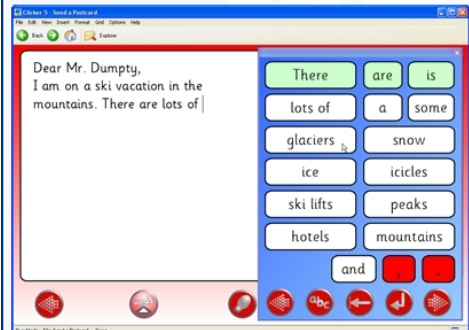 Clicker 5 - Send a Postcard
File Edit View Insert Format Grid Options Help
Back Explore
Dear Mr. Dumpty,
I am on a ski vacation in the
mountains. There are lots of
There are is
lots of a some
glaciers snow
ice icicles
ski lifts peaks
hotels mountains
and , .
abc